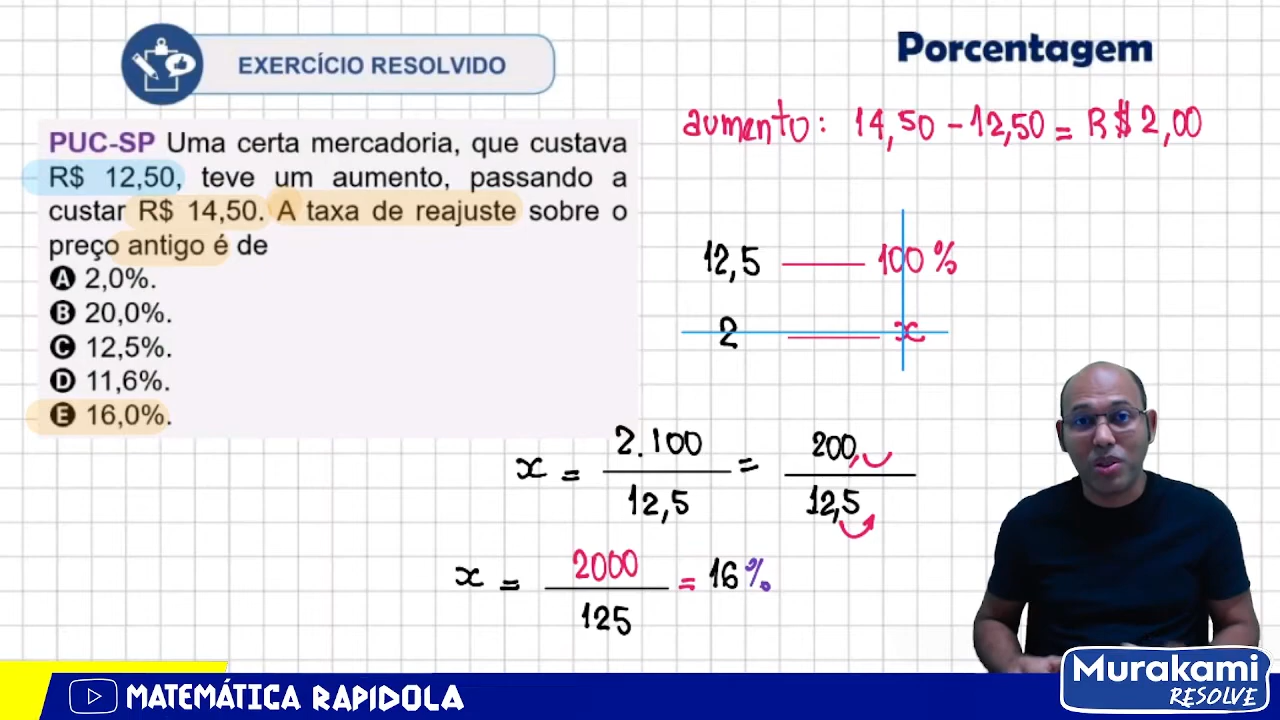 EXERCÍCIO RESOLVIDO
Porcentagem
PUC-SP Uma certa mercadoria, que custava
R$ 12,50, teve um aumento, passando a
custar R$ 14,50. A taxa de reajuste sobre o
preço antigo é de
A 2,0%.
B 20,0%.
C 12,5%.
D 11,6%.
E 16,0%.
aumento: 14,50 - 12,50 = R$ 2,00
12,5 — 100%
2 — x
x = 2.100 / 12,5 = 200, / 12,5
x = 2000 / 125 = 16%
MATEMÁTICA RAPIDOLA
Murakami
RESOLVE